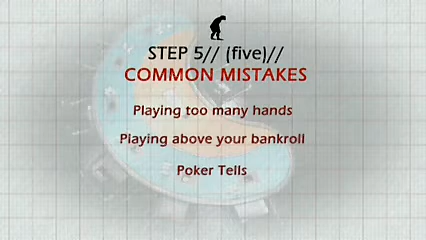 STEP 5// (five)//
COMMON MISTAKES
Playing too many hands
Playing above your bankroll
Poker Tells